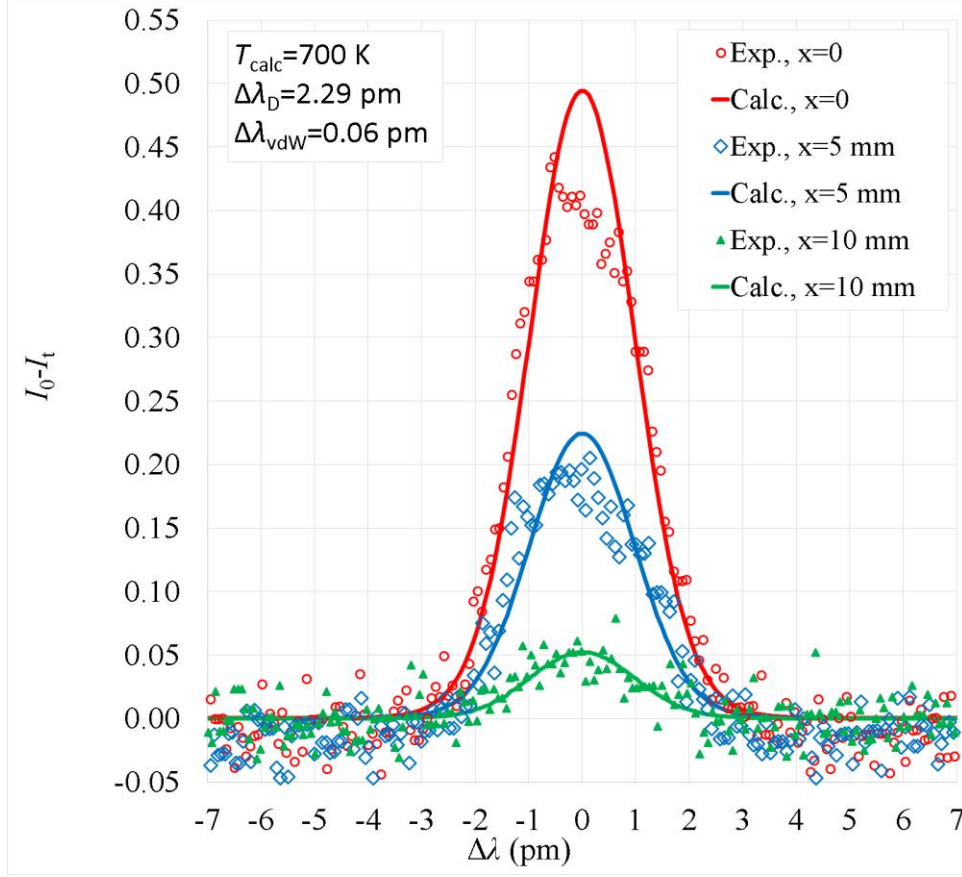 0.55
0.50
0.45
0.40
0.35
0.30
0.25
0.20
0.15
0.10
0.05
0.00
-0.05
I₀-Iₜ
T_calc=700 K
Δλ_D=2.29 pm
Δλ_vdW=0.06 pm
Exp., x=0
Calc., x=0
Exp., x=5 mm
Calc., x=5 mm
Exp., x=10 mm
Calc., x=10 mm
-7 -6 -5 -4 -3 -2 -1 0 1 2 3 4 5 6 7
Δλ (pm)